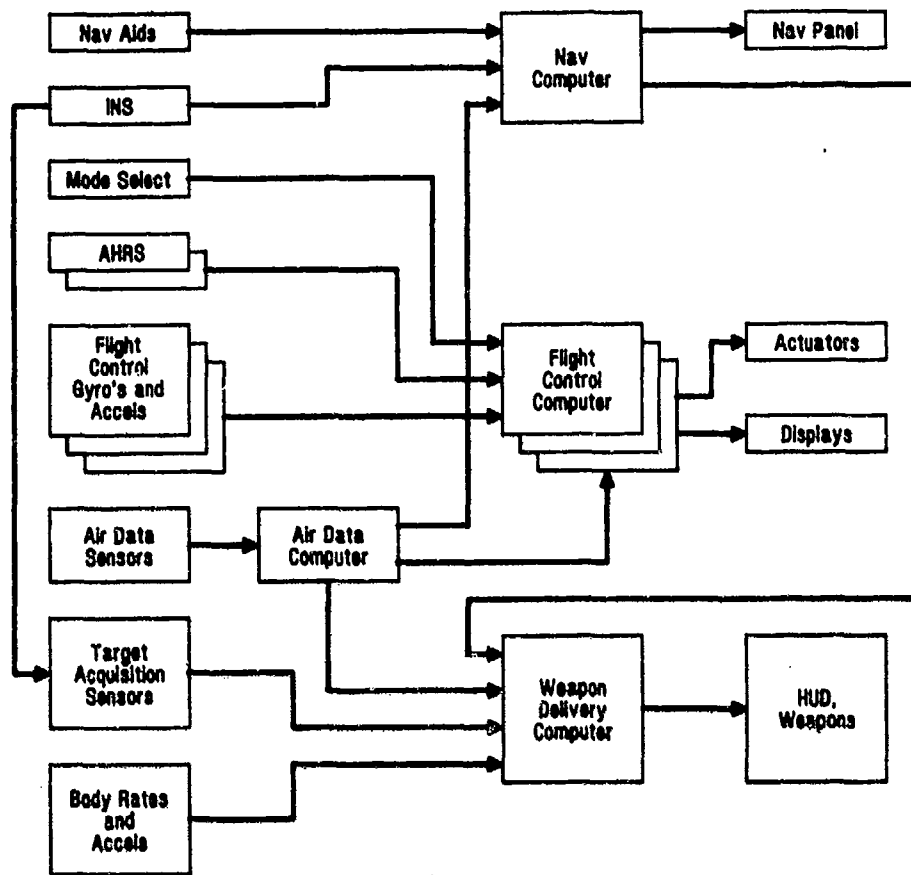 Nav Aids
Nav
Computer
Nav Panel
INS
Mode Select
AHRS
Flight
Control
Gyro's and
Accels
Flight
Control
Computer
Actuators
Displays
Air Data
Sensors
Air Data
Computer
Target
Acquisition
Sensors
Weapon
Delivery
Computer
HUD,
Weapons
Body Rates
and
Accels